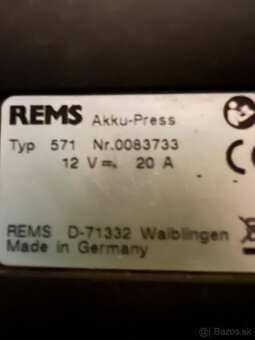 REMS Akku-Press
Typ 571 Nr.0083733
12 V⎓ 20 A
CE
REMS D-71332 Waiblingen
Made in Germany
Bazos.sk